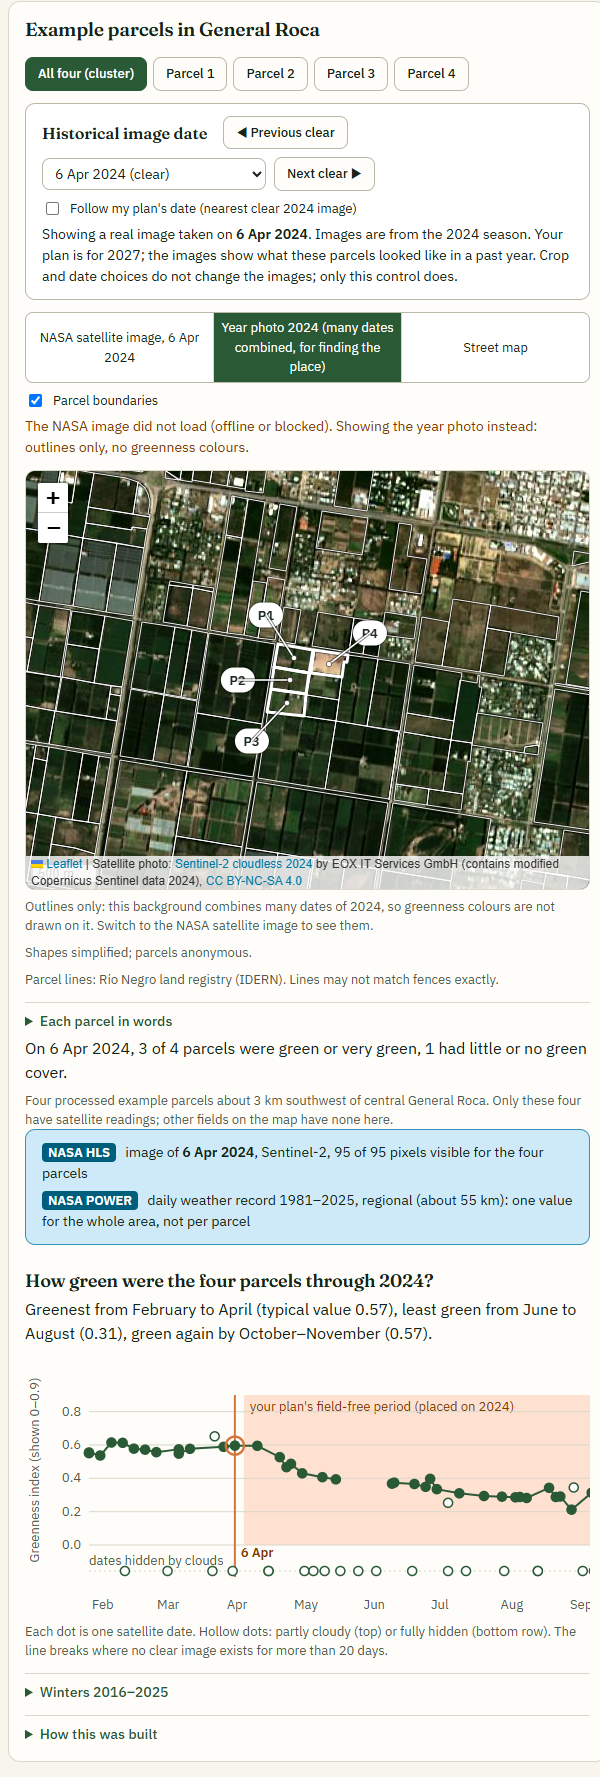 Example parcels in General Roca
All four (cluster)
Parcel 1
Parcel 2
Parcel 3
Parcel 4
Historical image date
◀ Previous clear
6 Apr 2024 (clear)
Next clear ▶
Follow my plan's date (nearest clear 2024 image)
Showing a real image taken on 6 Apr 2024. Images are from the 2024 season. Your
plan is for 2027; the images show what these parcels looked like in a past year. Crop
and date choices do not change the images; only this control does.
NASA satellite image, 6 Apr
2024
Year photo 2024 (many dates
combined, for finding the
place)
Street map
Parcel boundaries
The NASA image did not load (offline or blocked). Showing the year photo instead:
outlines only, no greenness colours.
+
−
P1
P4
P2
P3
Leaflet | Satellite photo: Sentinel-2 cloudless 2024 by EOX IT Services GmbH (contains modified
Copernicus Sentinel data 2024), CC BY-NC-SA 4.0
Outlines only: this background combines many dates of 2024, so greenness colours are not
drawn on it. Switch to the NASA satellite image to see them.
Shapes simplified; parcels anonymous.
Parcel lines: Río Negro land registry (IDERN). Lines may not match fences exactly.
▶ Each parcel in words
On 6 Apr 2024, 3 of 4 parcels were green or very green, 1 had little or no green
cover.
Four processed example parcels about 3 km southwest of central General Roca. Only these four
have satellite readings; other fields on the map have none here.
NASA HLS image of 6 Apr 2024, Sentinel-2, 95 of 95 pixels visible for the four
parcels
NASA POWER daily weather record 1981–2025, regional (about 55 km): one value
for the whole area, not per parcel
How green were the four parcels through 2024?
Greenest from February to April (typical value 0.57), least green from June to
August (0.31), green again by October–November (0.57).
Greenness index (shown 0–0.9)
your plan's field-free period (placed on 2024)
0.8
0.6
0.4
0.2
0.0
6 Apr
dates hidden by clouds
Feb
Mar
Apr
May
Jun
Jul
Aug
Sep
Each dot is one satellite date. Hollow dots: partly cloudy (top) or fully hidden (bottom row). The
line breaks where no clear image exists for more than 20 days.
▶ Winters 2016–2025
▶ How this was built